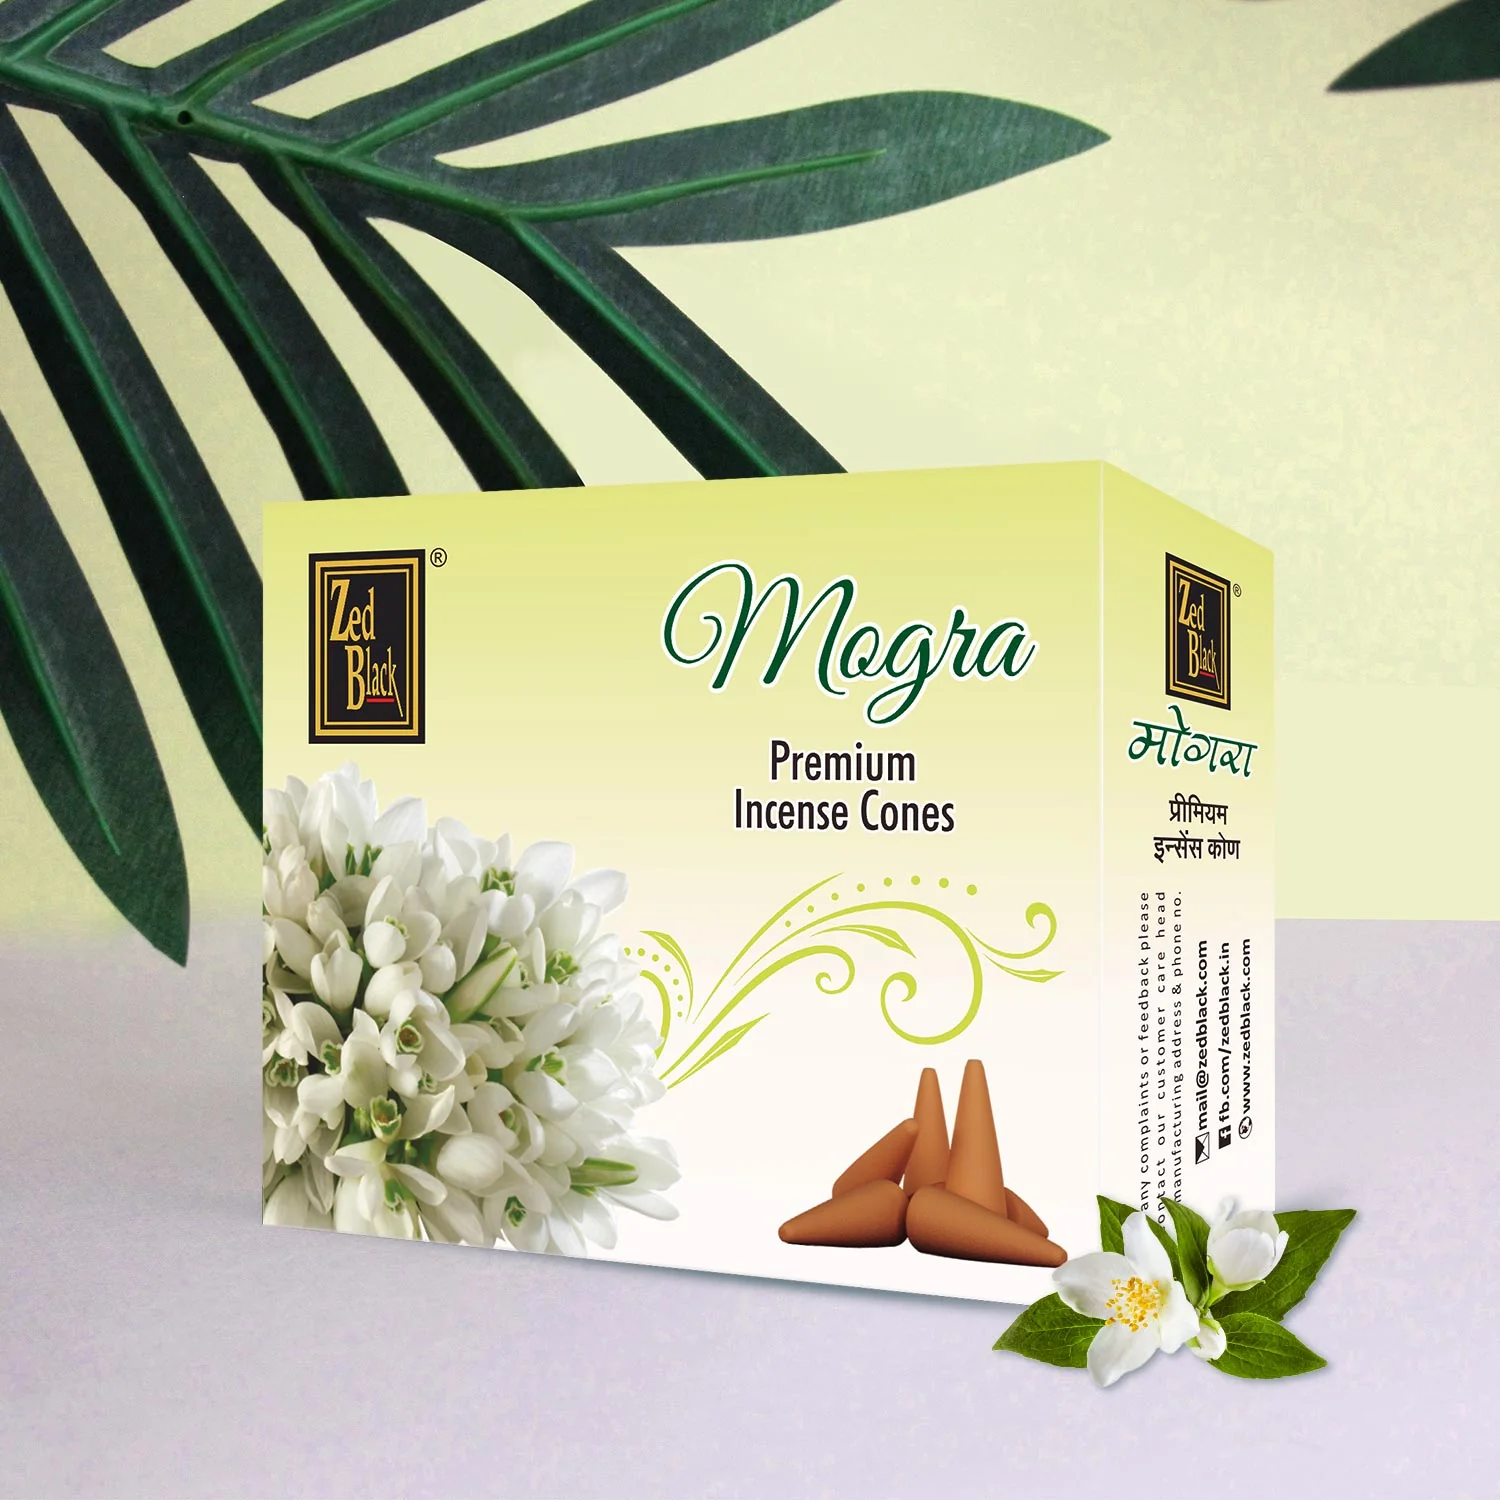 Zed
Black
®
Mogra
Premium
Incense Cones
Zed
Black
®
मोगरा
प्रीमियम
इन्सेंस कोण
any complaints or feedback please
contact our customer care head
manufacturing address & phone no.
mail@zedblack.com
fb.com/zedblack.in
www.zedblack.com